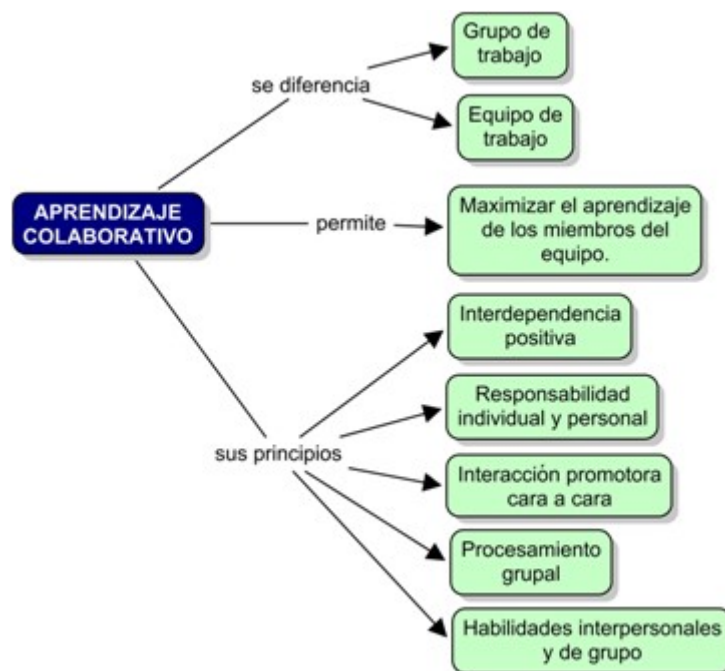 Grupo de
trabajo
se diferencia
Equipo de
trabajo
APRENDIZAJE
COLABORATIVO
permite
Maximizar el aprendizaje
de los miembros del
equipo.
Interdependencia
positiva
Responsabilidad
individual y personal
sus principios
Interacción promotora
cara a cara
Procesamiento
grupal
Habilidades interpersonales
y de grupo